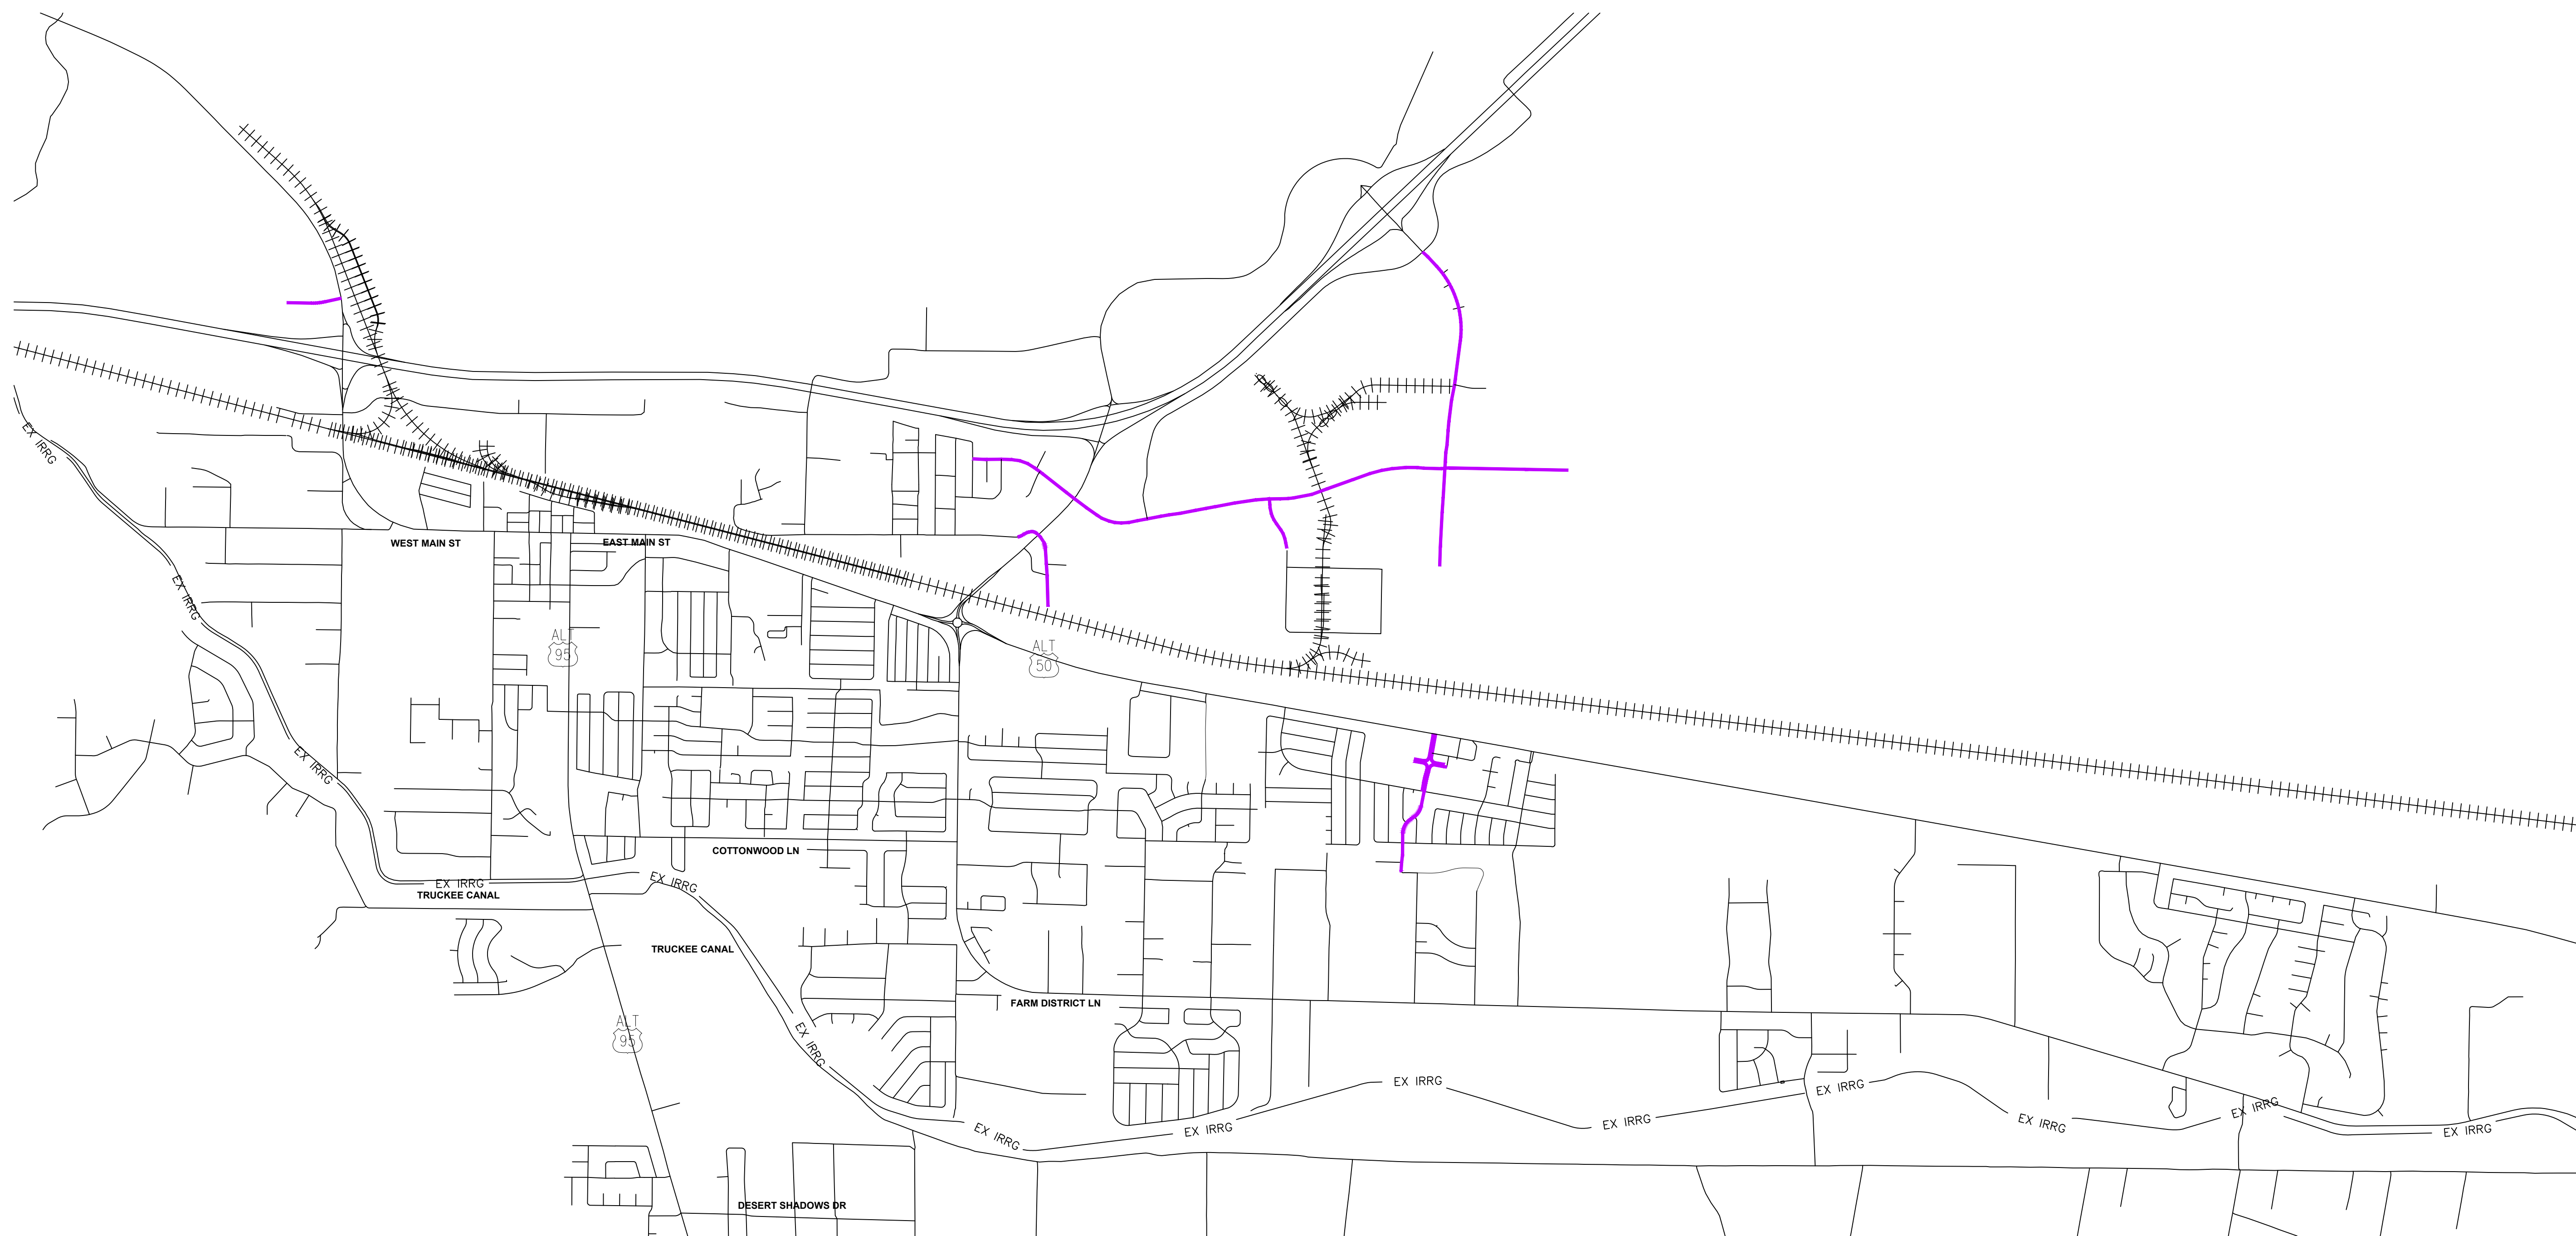 EX IRRG
WEST MAIN ST
EAST MAIN ST
EX IRRG
ALT
95
ALT
50
EX IRRG
COTTONWOOD LN
EX IRRG
EX IRRG
TRUCKEE CANAL
TRUCKEE CANAL
FARM DISTRICT LN
ALT
95
EX IRRG
EX IRRG
EX IRRG
EX IRRG
EX IRRG
EX IRRG
EX IRRG
EX IRRG
EX IRRG
EX IRRG
DESERT SHADOWS DR